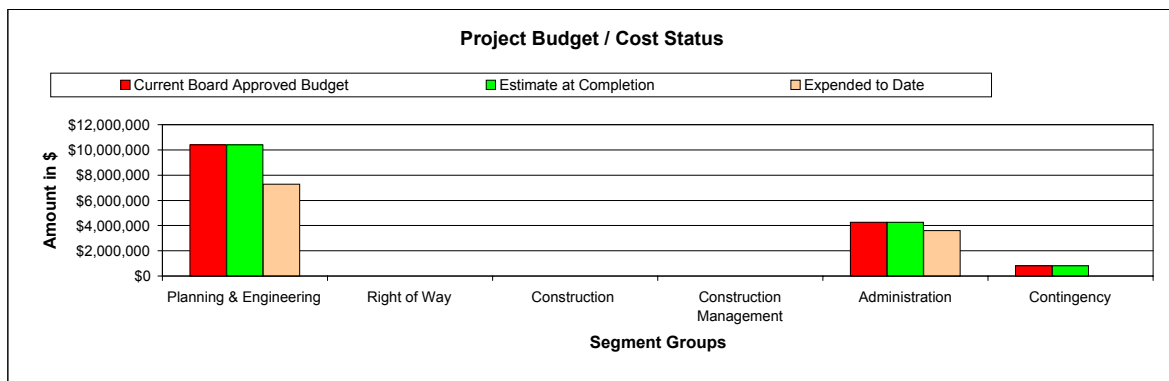 Project Budget / Cost Status
Current Board Approved Budget Estimate at Completion Expended to Date
$12,000,000
$10,000,000
$8,000,000
$6,000,000
$4,000,000
$2,000,000
$0
Amount in $
Planning & Engineering Right of Way Construction Construction Administration Contingency
Management
Segment Groups